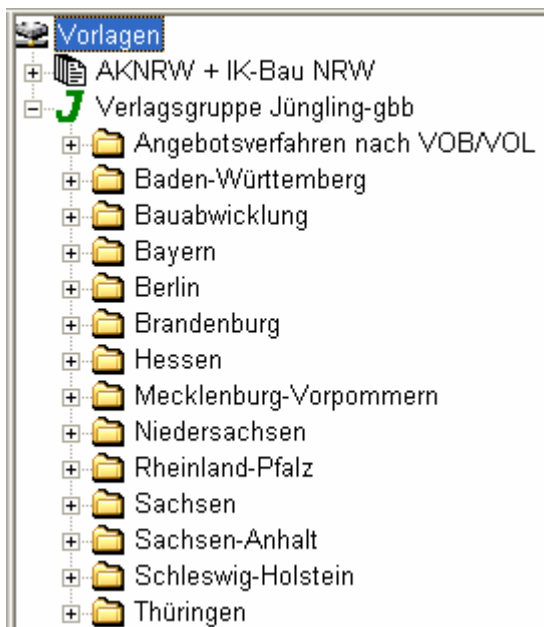 Vorlagen
AKNRW + IK-Bau NRW
J Verlagsgruppe Jüngling-gbb
Angebotsverfahren nach VOB/VOL
Baden-Württemberg
Bauabwicklung
Bayern
Berlin
Brandenburg
Hessen
Mecklenburg-Vorpommern
Niedersachsen
Rheinland-Pfalz
Sachsen
Sachsen-Anhalt
Schleswig-Holstein
Thüringen